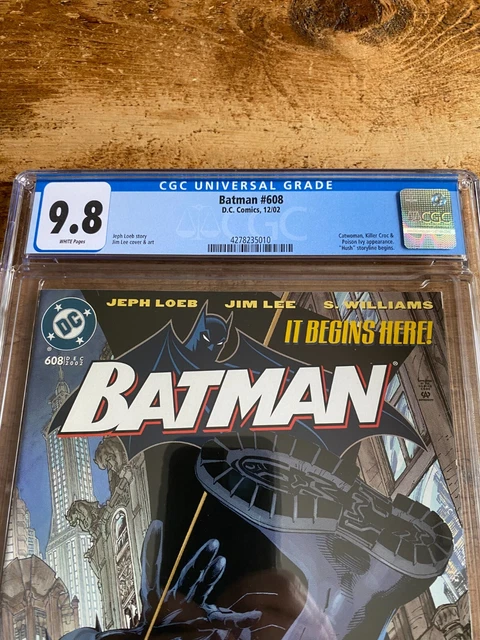 CGC UNIVERSAL GRADE
9.8
WHITE Pages
Batman #608
D.C. Comics, 12/02
Jeph Loeb story
Jim Lee cover & art
4278235010
Catwoman, Killer Croc &
Poison Ivy appearance.
"Hush" storyline begins.
CGC
JEPH LOEB JIM LEE S. WILLIAMS
IT BEGINS HERE!
DC
608 DEC 2002
BATMAN